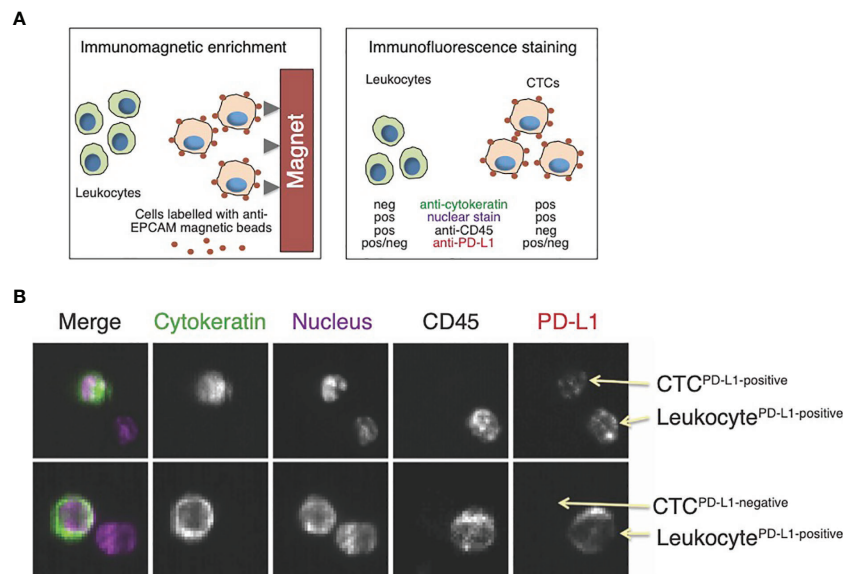 A
Immunomagnetic enrichment
Leukocytes
Cells labelled with anti-
EPCAM magnetic beads
Magnet
Immunofluorescence staining
Leukocytes
CTCs
neg anti-cytokeratin pos
pos nuclear stain pos
pos anti-CD45 neg
pos/neg anti-PD-L1 pos/neg
B
Merge Cytokeratin Nucleus CD45 PD-L1
CTCPD-L1-positive
LeukocytePD-L1-positive
CTCPD-L1-negative
LeukocytePD-L1-positive